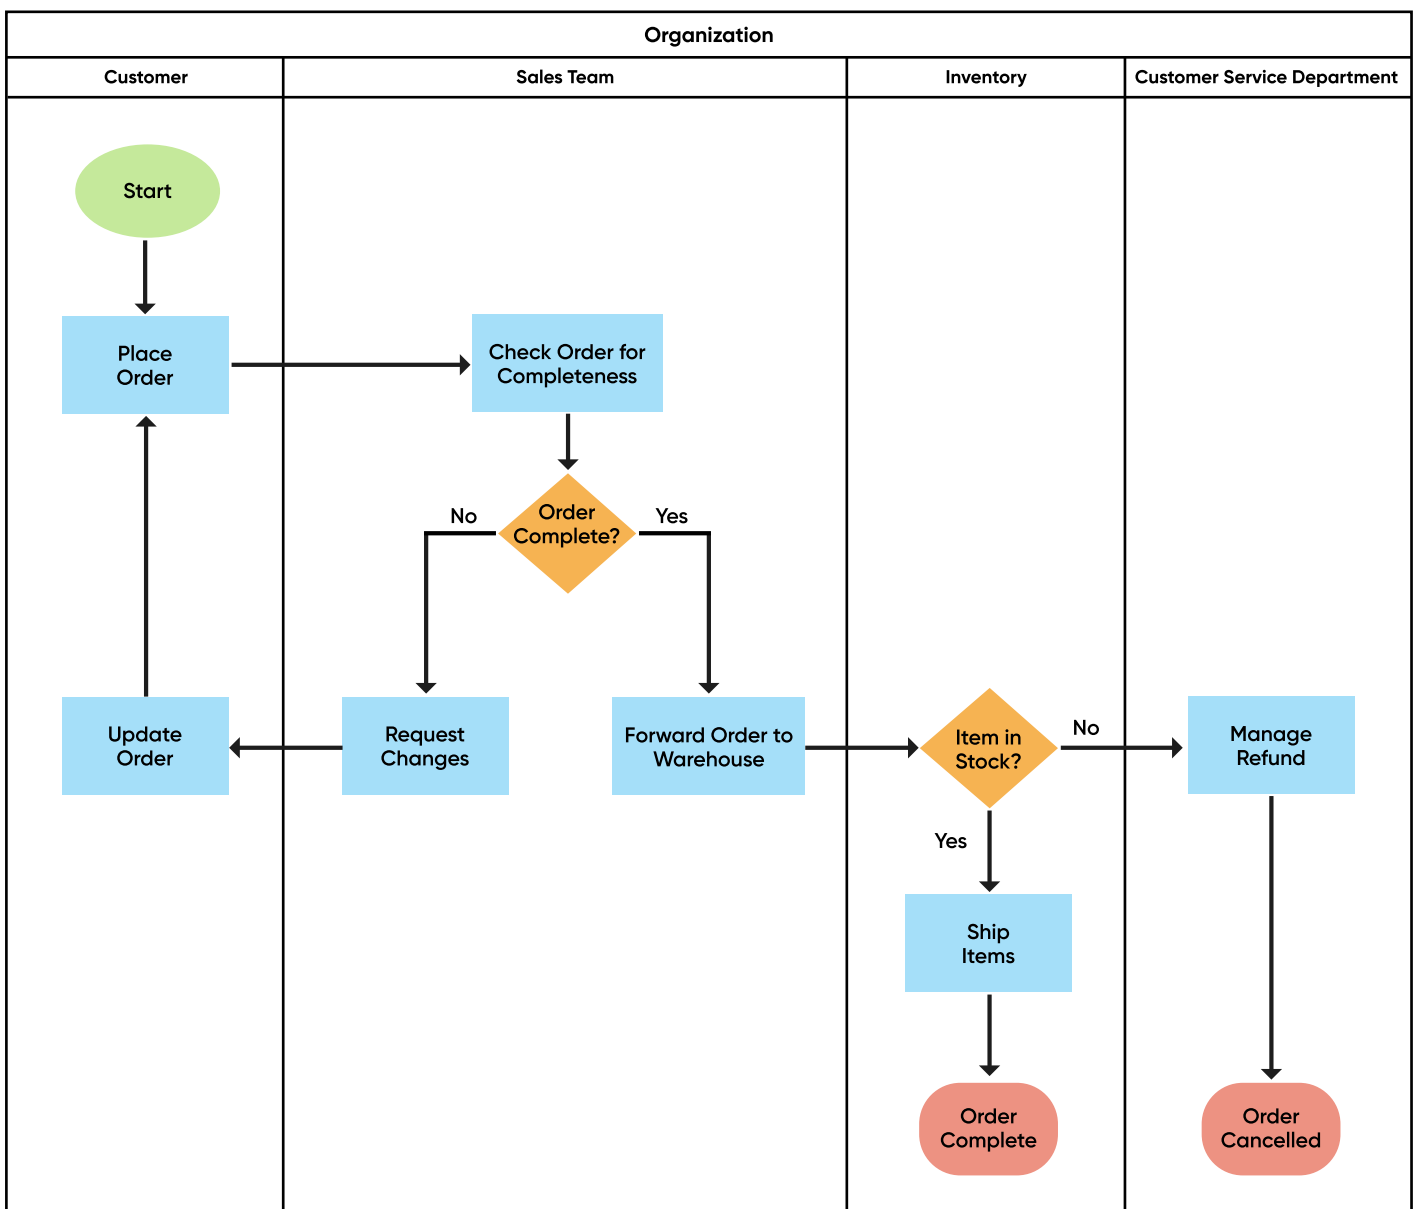 Organization
Customer
Sales Team
Inventory
Customer Service Department
Start
Place
Order
Check Order for
Completeness
Order
Complete?
No
Yes
Update
Order
Request
Changes
Forward Order to
Warehouse
Item in
Stock?
No
Manage
Refund
Yes
Ship
Items
Order
Complete
Order
Cancelled